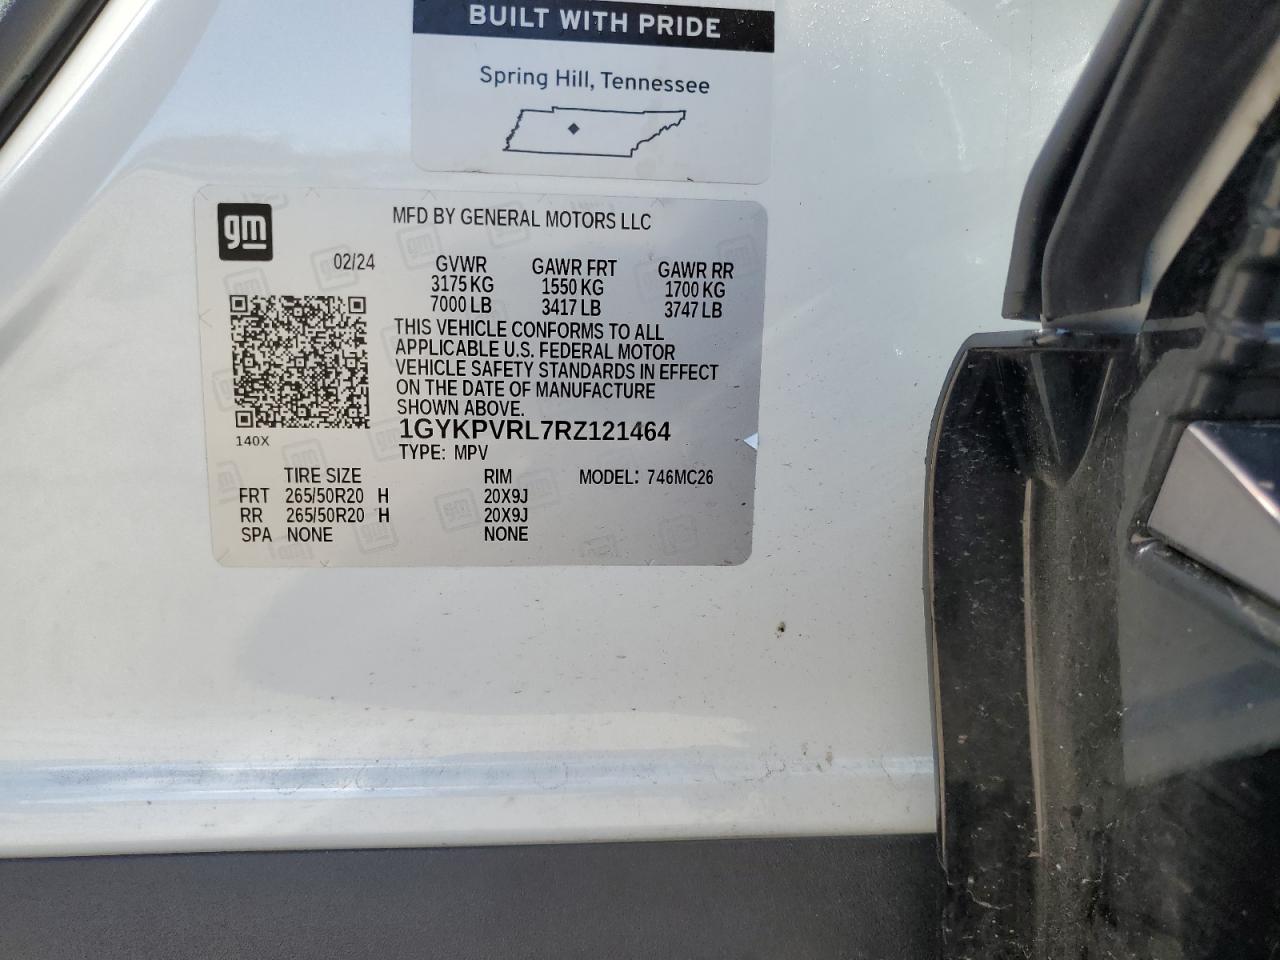 BUILT WITH PRIDE
Spring Hill, Tennessee
gm
MFD BY GENERAL MOTORS LLC
02/24 GVWR GAWR FRT GAWR RR
3175 KG 1550 KG 1700 KG
7000 LB 3417 LB 3747 LB
THIS VEHICLE CONFORMS TO ALL
APPLICABLE U.S. FEDERAL MOTOR
VEHICLE SAFETY STANDARDS IN EFFECT
ON THE DATE OF MANUFACTURE
SHOWN ABOVE.
1GYKPVRL7RZ121464
140X
TYPE: MPV
TIRE SIZE RIM MODEL: 746MC26
FRT 265/50R20 H 20X9J
RR 265/50R20 H 20X9J
SPA NONE NONE